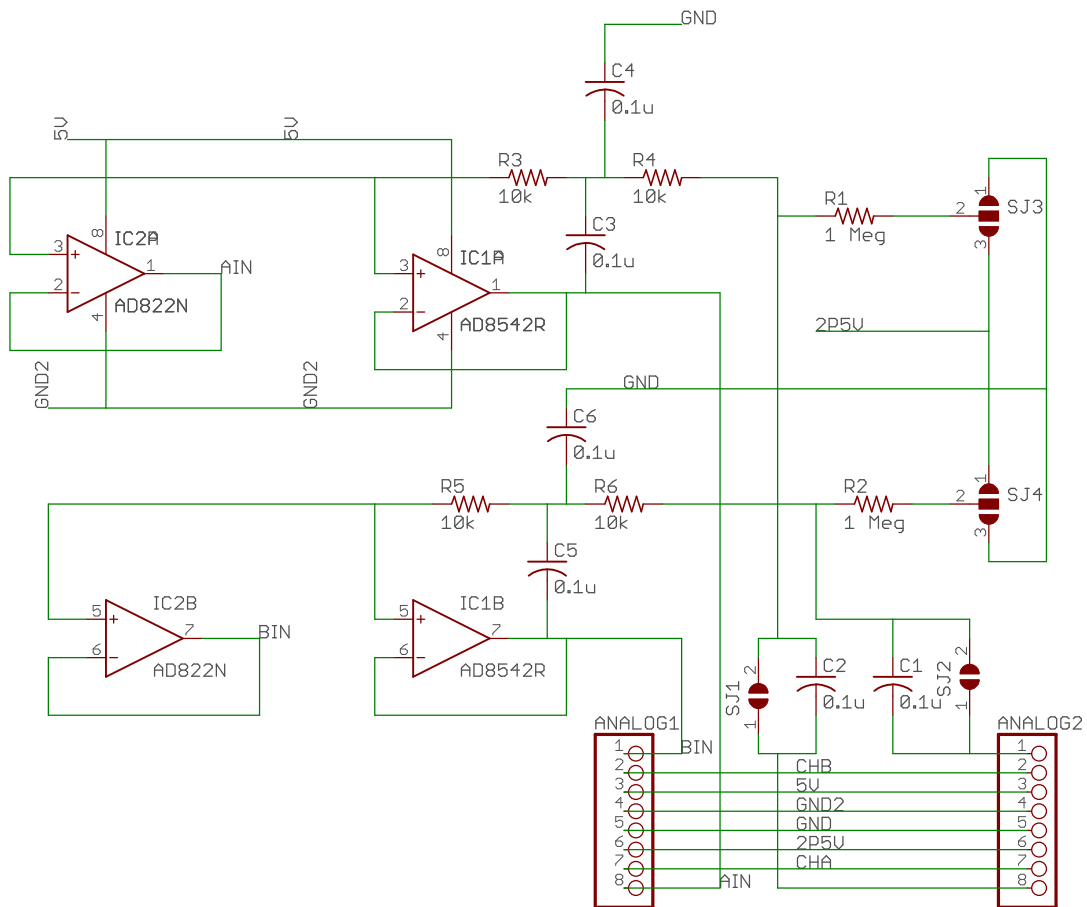 GND
C4
0.1u
5V
5V
R3
10k
R4
10k
C3
0.1u
R1
1 Meg
1
2
3
SJ3
IC2A
8
3
2
1
4
AIN
AD822N
IC1A
8
3
2
1
4
AD8542R
2P5V
GND2
GND2
GND
C6
0.1u
R5
10k
R6
10k
R2
1 Meg
1
2
3
SJ4
C5
0.1u
IC2B
5
6
7
BIN
AD822N
IC1B
5
6
7
AD8542R
SJ1
2
1
C2
0.1u
C1
0.1u
SJ2
2
1
ANALOG1
ANALOG2
1
BIN
1
2
CHB
2
3
5V
3
4
GND2
4
5
GND
5
6
2P5V
6
7
CHA
7
8
AIN
8